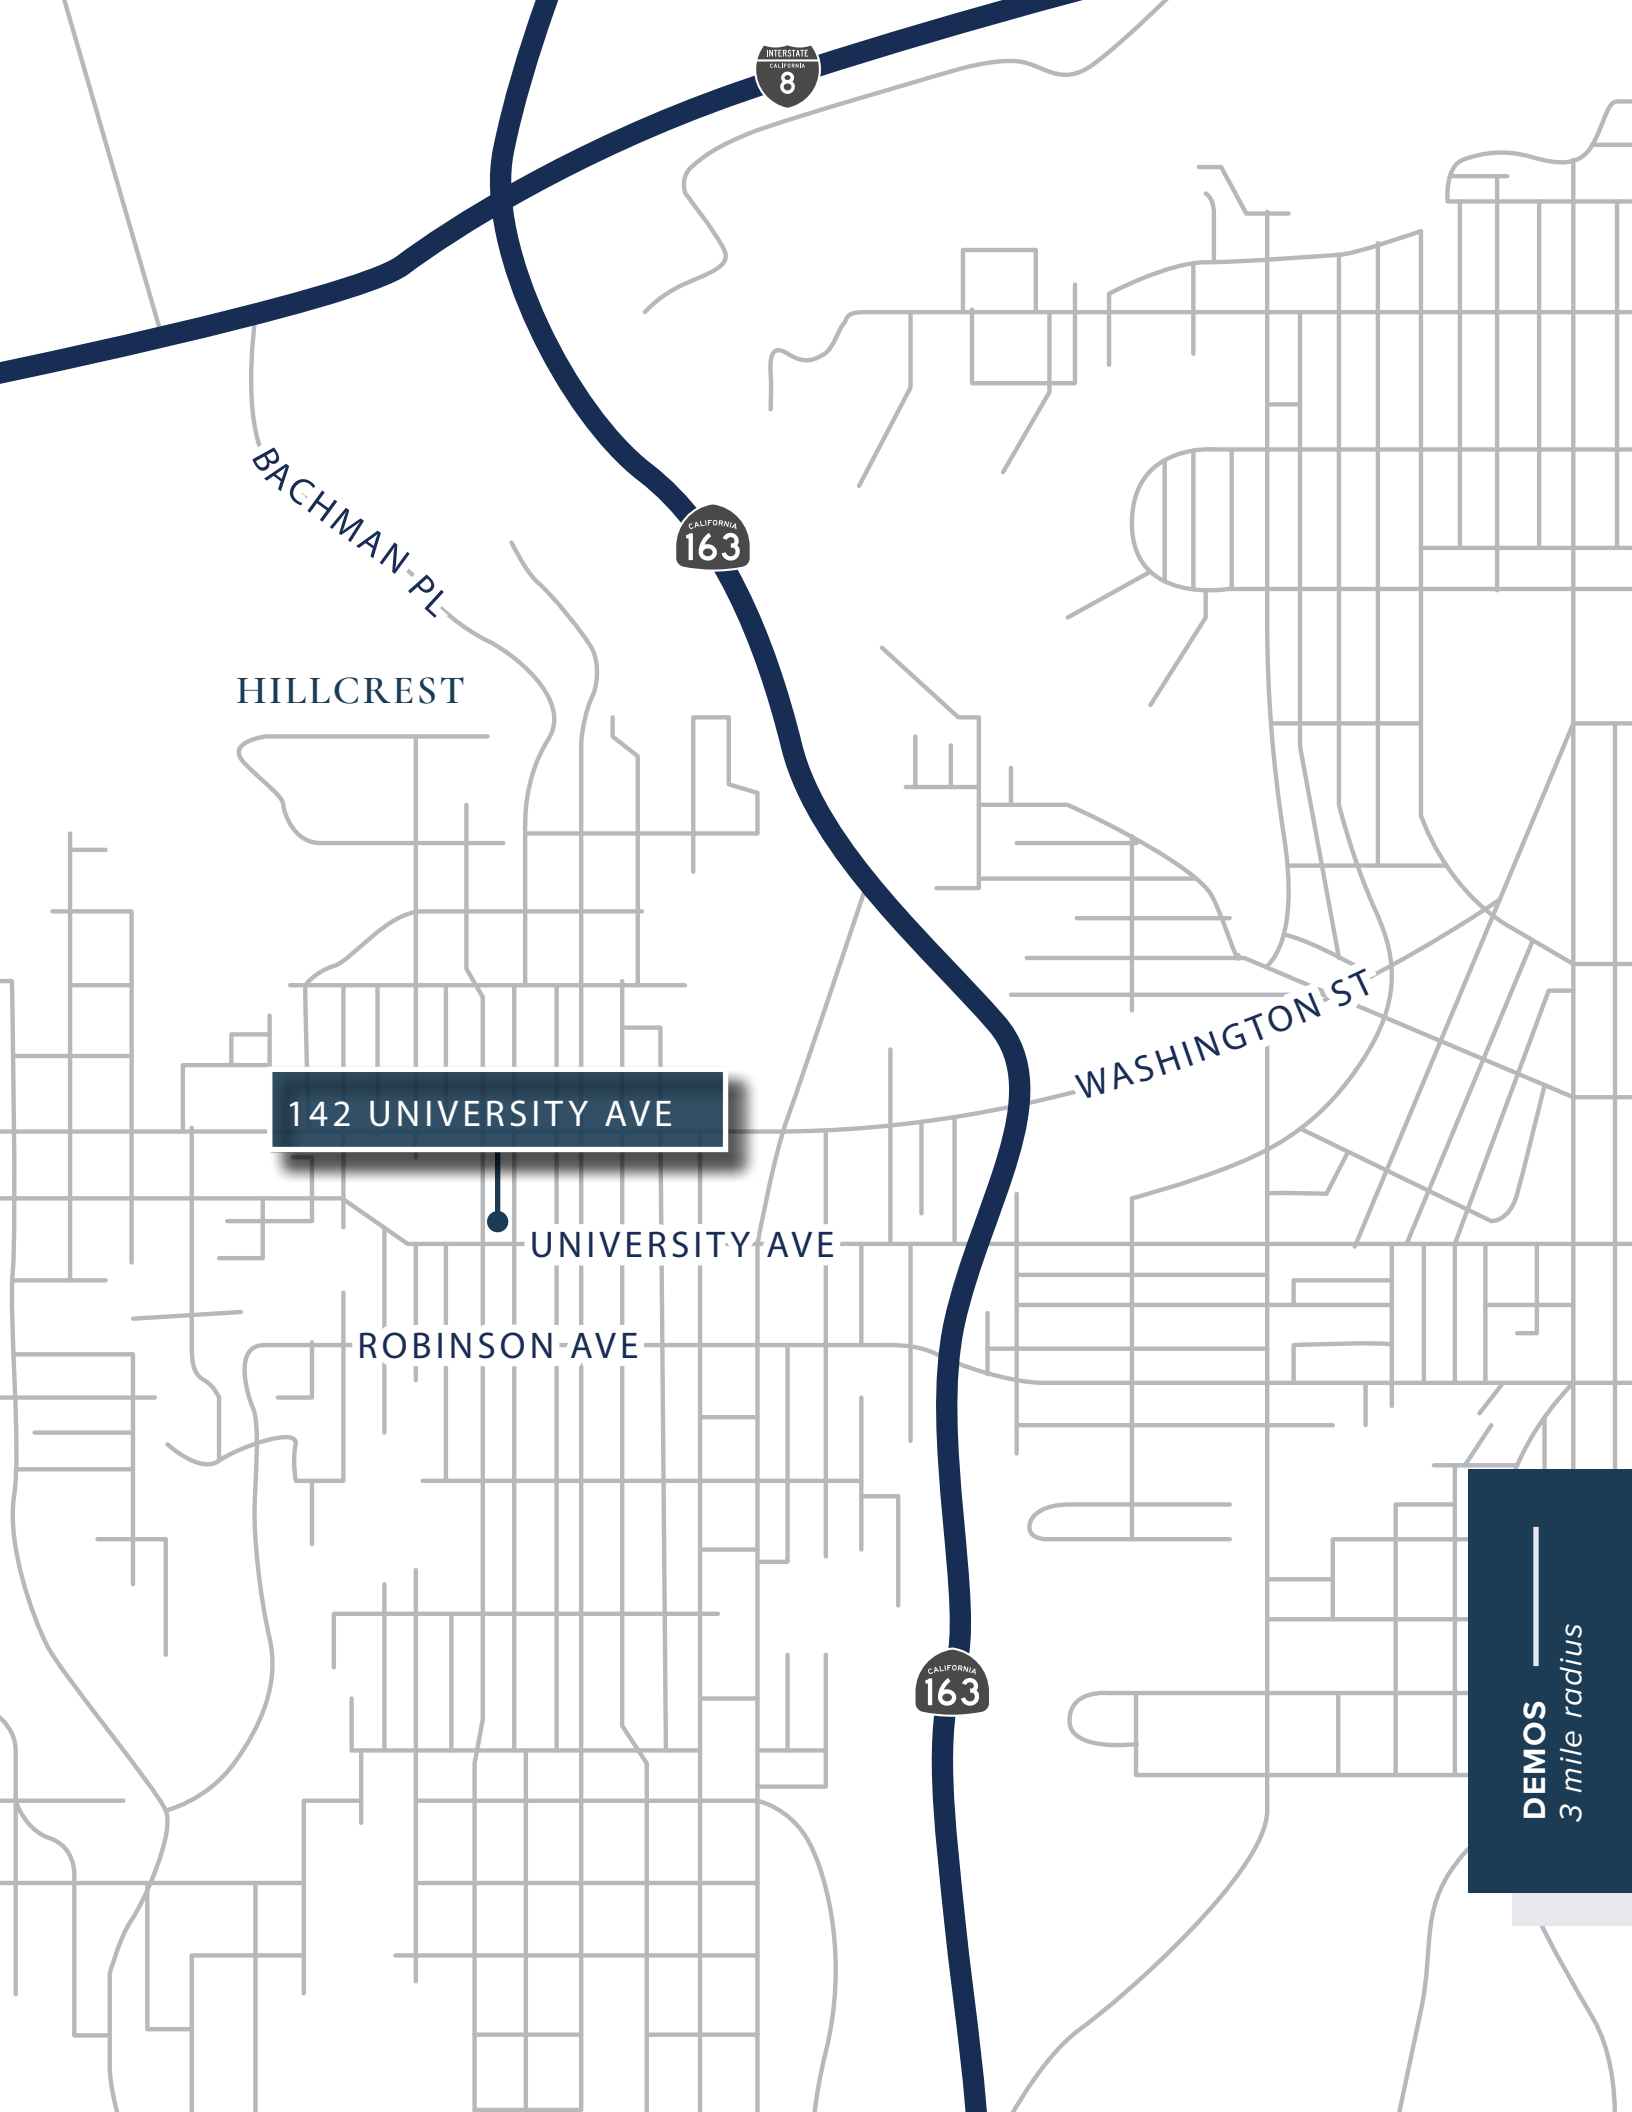 INTERSTATE
CALIFORNIA
8
BACHMAN PL
CALIFORNIA
163
HILLCREST
WASHINGTON ST
142 UNIVERSITY AVE
UNIVERSITY AVE
ROBINSON AVE
CALIFORNIA
163
DEMOS
3 mile radius